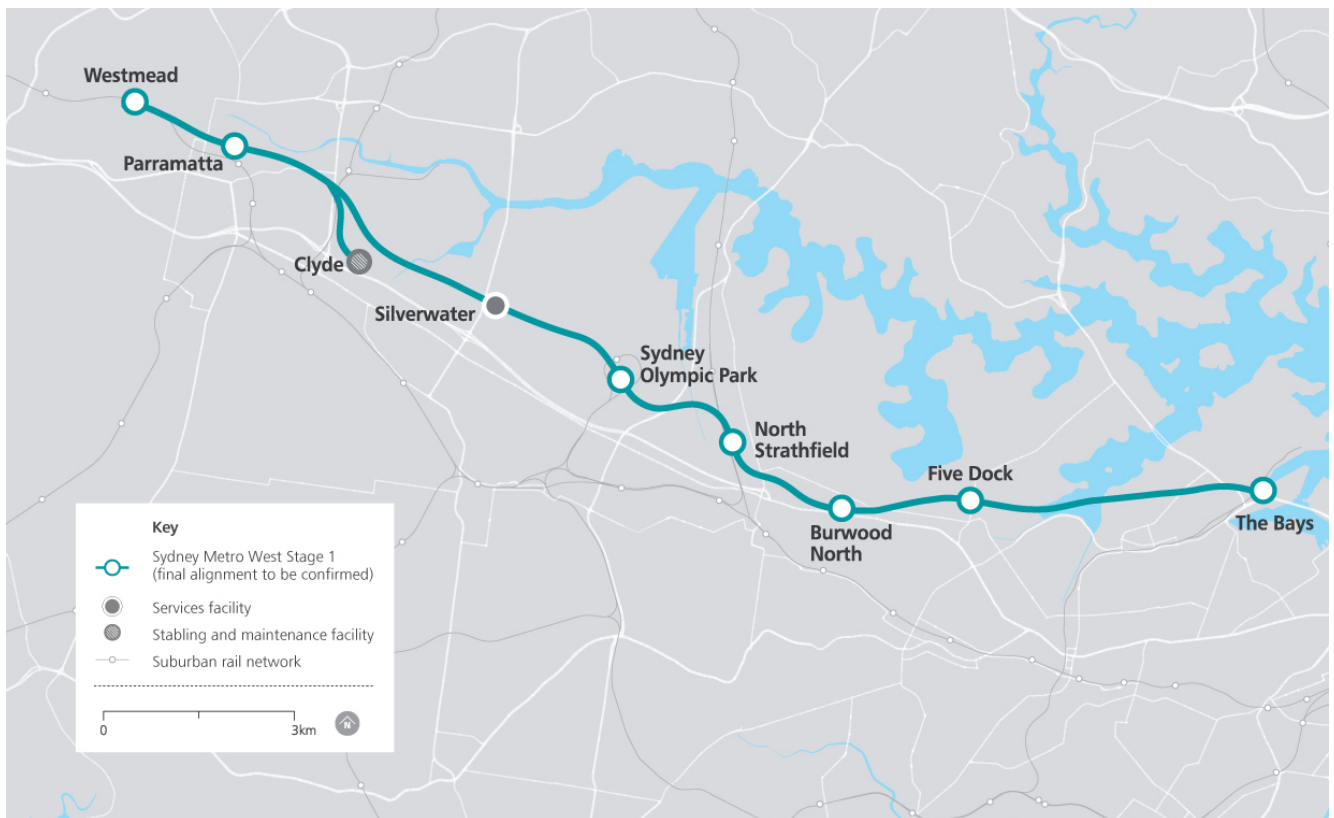 Westmead
Parramatta
Clyde
Silverwater
Sydney
Olympic Park
North
Strathfield
Five Dock
Burwood
North
The Bays
Key
Sydney Metro West Stage 1
(final alignment to be confirmed)
Services facility
Stabling and maintenance facility
Suburban rail network
0 3km
N